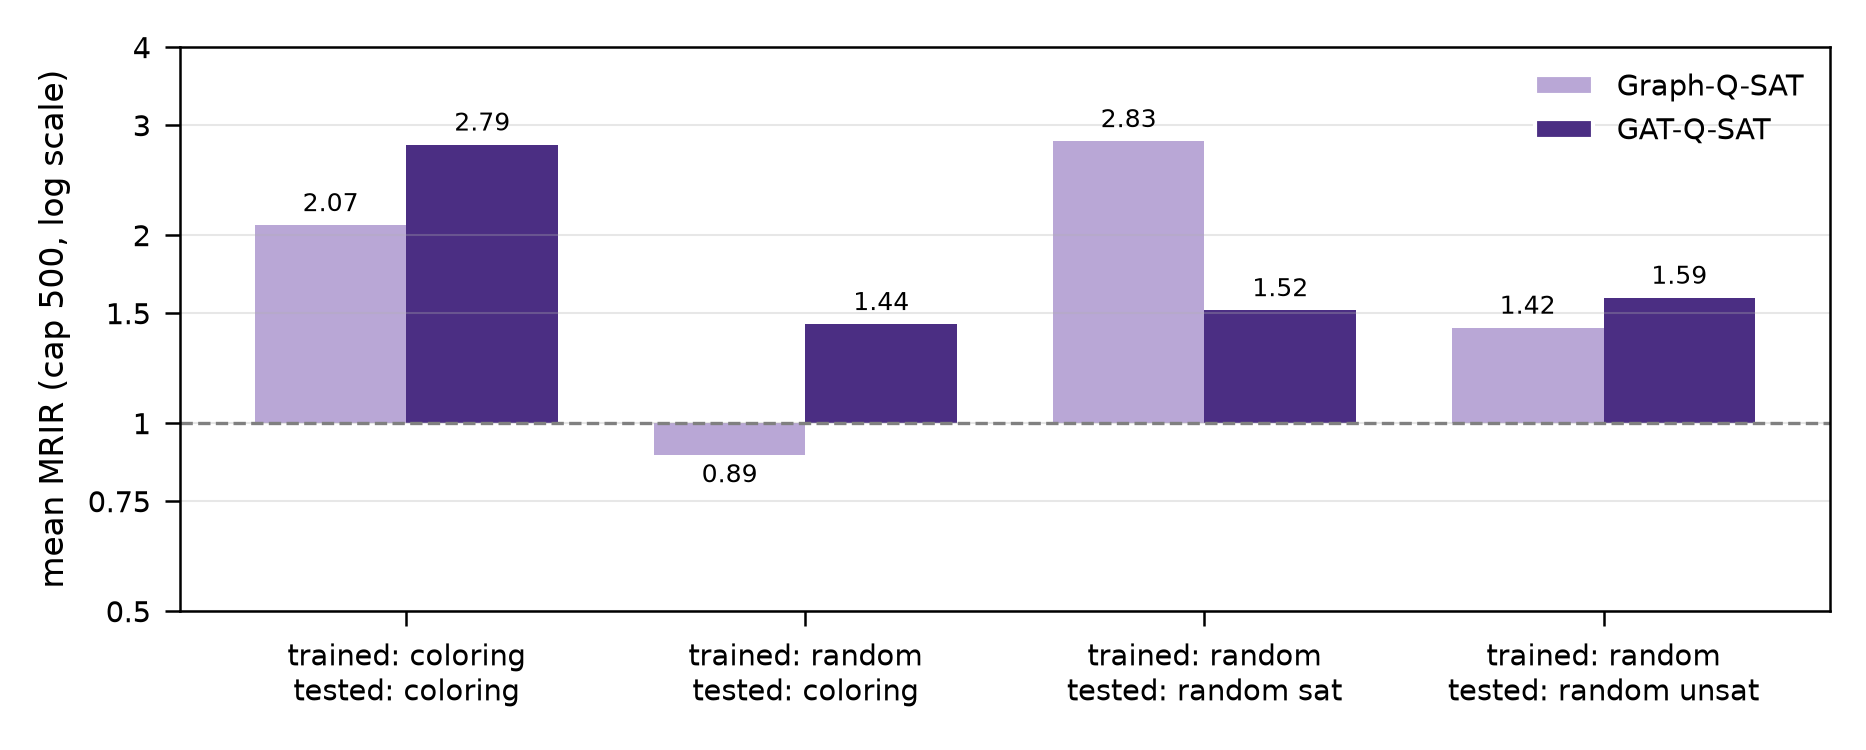 mean MRIR (cap 500, log scale)
4
3
2
1.5
1
0.75
0.5
Graph-Q-SAT
GAT-Q-SAT
2.07
2.79
0.89
1.44
2.83
1.52
1.42
1.59
trained: coloring
tested: coloring
trained: random
tested: coloring
trained: random
tested: random sat
trained: random
tested: random unsat